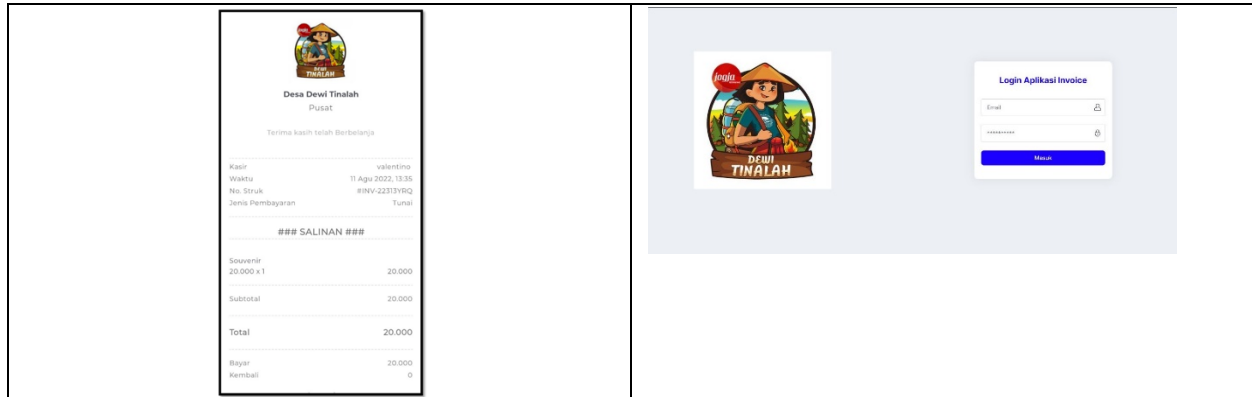 jogja
DEWI
TINALAH
Desa Dewi Tinalah
Pusat
Terima kasih telah Berbelanja
Kasir valentino
Waktu 11 Agu 2022, 13:35
No. Struk #INV-22313YRQ
Jenis Pembayaran Tunai
### SALINAN ###
Souvenir
20.000 x 1 20.000
Subtotal 20.000
Total 20.000
Bayar 20.000
Kembali 0
jogja
DEWI
TINALAH
Login Aplikasi Invoice
Email
**********
Masuk